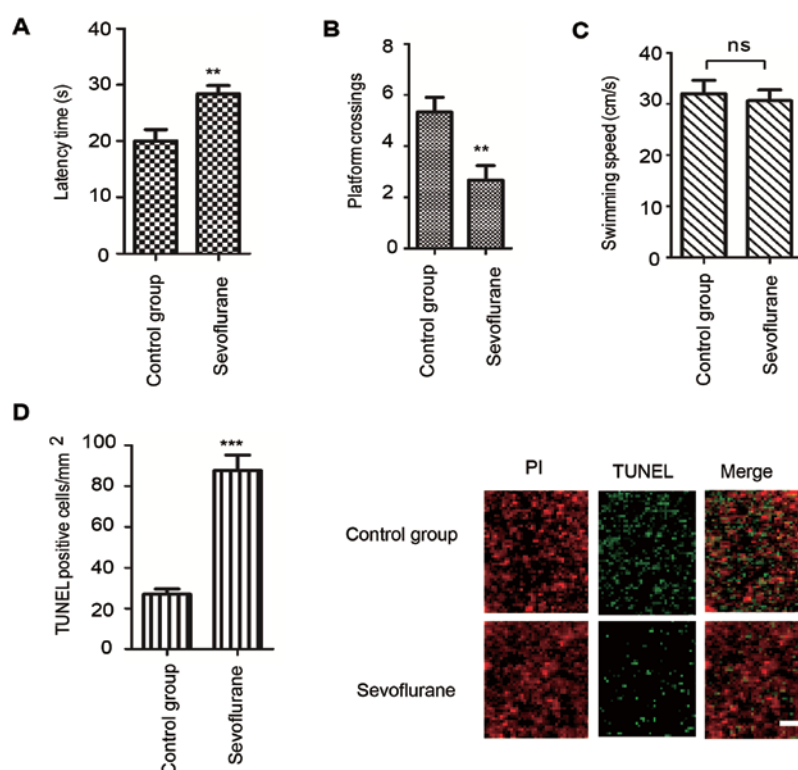 A
Latency time (s)
40
30
20
10
0
Control group
Sevoflurane
**
B
Platform crossings
8
6
4
2
0
Control group
Sevoflurane
**
C
Swimming speed (cm/s)
40
30
20
10
0
Control group
Sevoflurane
ns
D
TUNEL positive cells/mm 2
100
80
60
40
20
0
Control group
Sevoflurane
***
PI TUNEL Merge
Control group
Sevoflurane